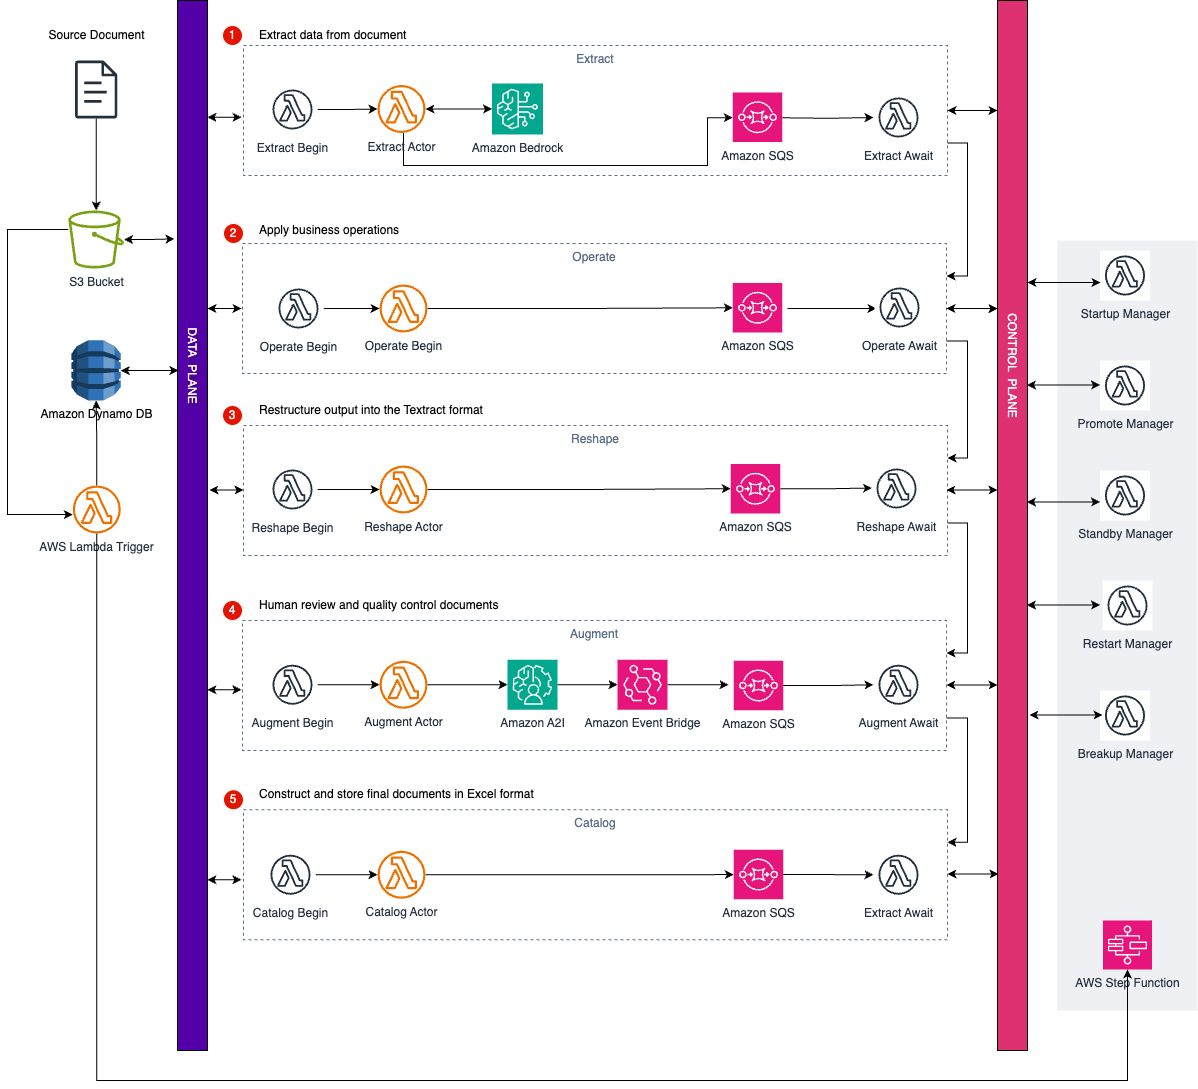 Source Document
S3 Bucket
Amazon Dynamo DB
AWS Lambda Trigger
DATA PLANE
1
Extract data from document
Extract
Extract Begin
Extract Actor
Amazon Bedrock
Amazon SQS
Extract Await
2
Apply business operations
Operate
Operate Begin
Operate Begin
Amazon SQS
Operate Await
3
Restructure output into the Textract format
Reshape
Reshape Begin
Reshape Actor
Amazon SQS
Reshape Await
4
Human review and quality control documents
Augment
Augment Begin
Augment Actor
Amazon A2I
Amazon Event Bridge
Amazon SQS
Augment Await
5
Construct and store final documents in Excel format
Catalog
Catalog Begin
Catalog Actor
Amazon SQS
Extract Await
CONTROL PLANE
Startup Manager
Promote Manager
Standby Manager
Restart Manager
Breakup Manager
AWS Step Function